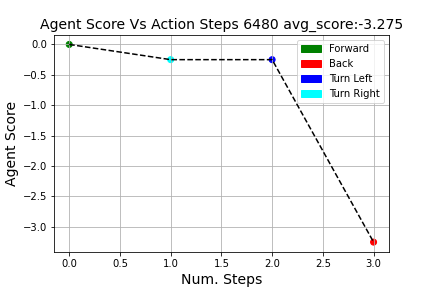 Agent Score Vs Action Steps 6480 avg_score:-3.275
Agent Score
0.0
−0.5
−1.0
−1.5
−2.0
−2.5
−3.0
Forward
Back
Turn Left
Turn Right
0.0 0.5 1.0 1.5 2.0 2.5 3.0
Num. Steps